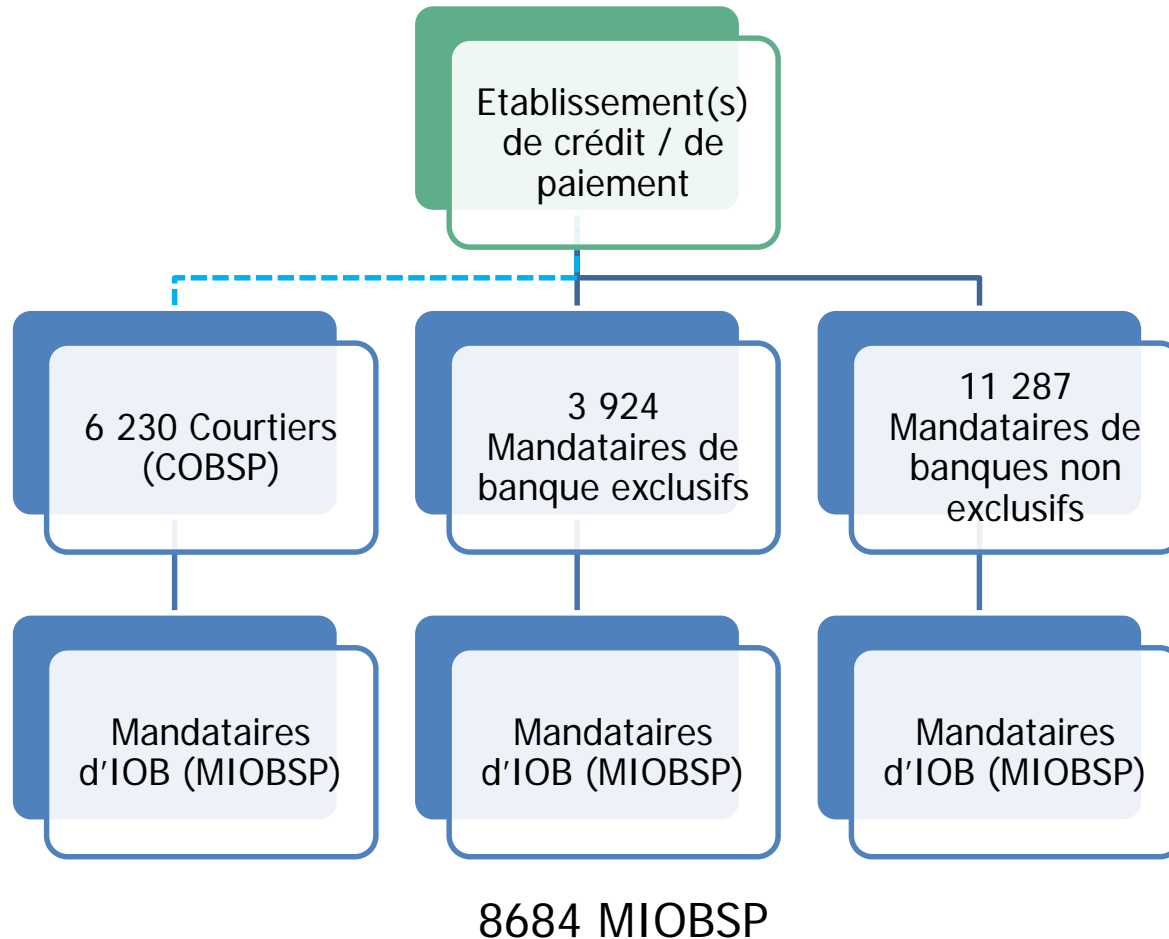 Etablissement(s)
de crédit / de
paiement
6 230 Courtiers
(COBSP)
3 924
Mandataires de
banque exclusifs
11 287
Mandataires de
banques non
exclusifs
Mandataires
d'IOB (MIOBSP)
Mandataires
d'IOB (MIOBSP)
Mandataires
d'IOB (MIOBSP)
8684 MIOBSP